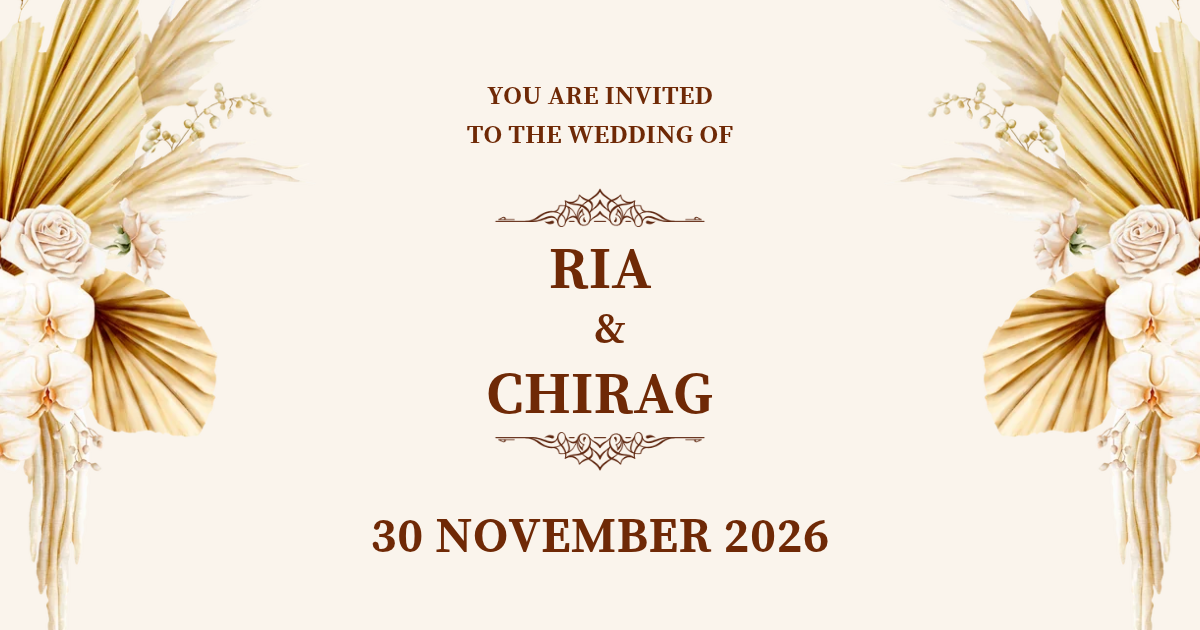 YOU ARE INVITED
TO THE WEDDING OF
RIA
&
CHIRAG
30 NOVEMBER 2026